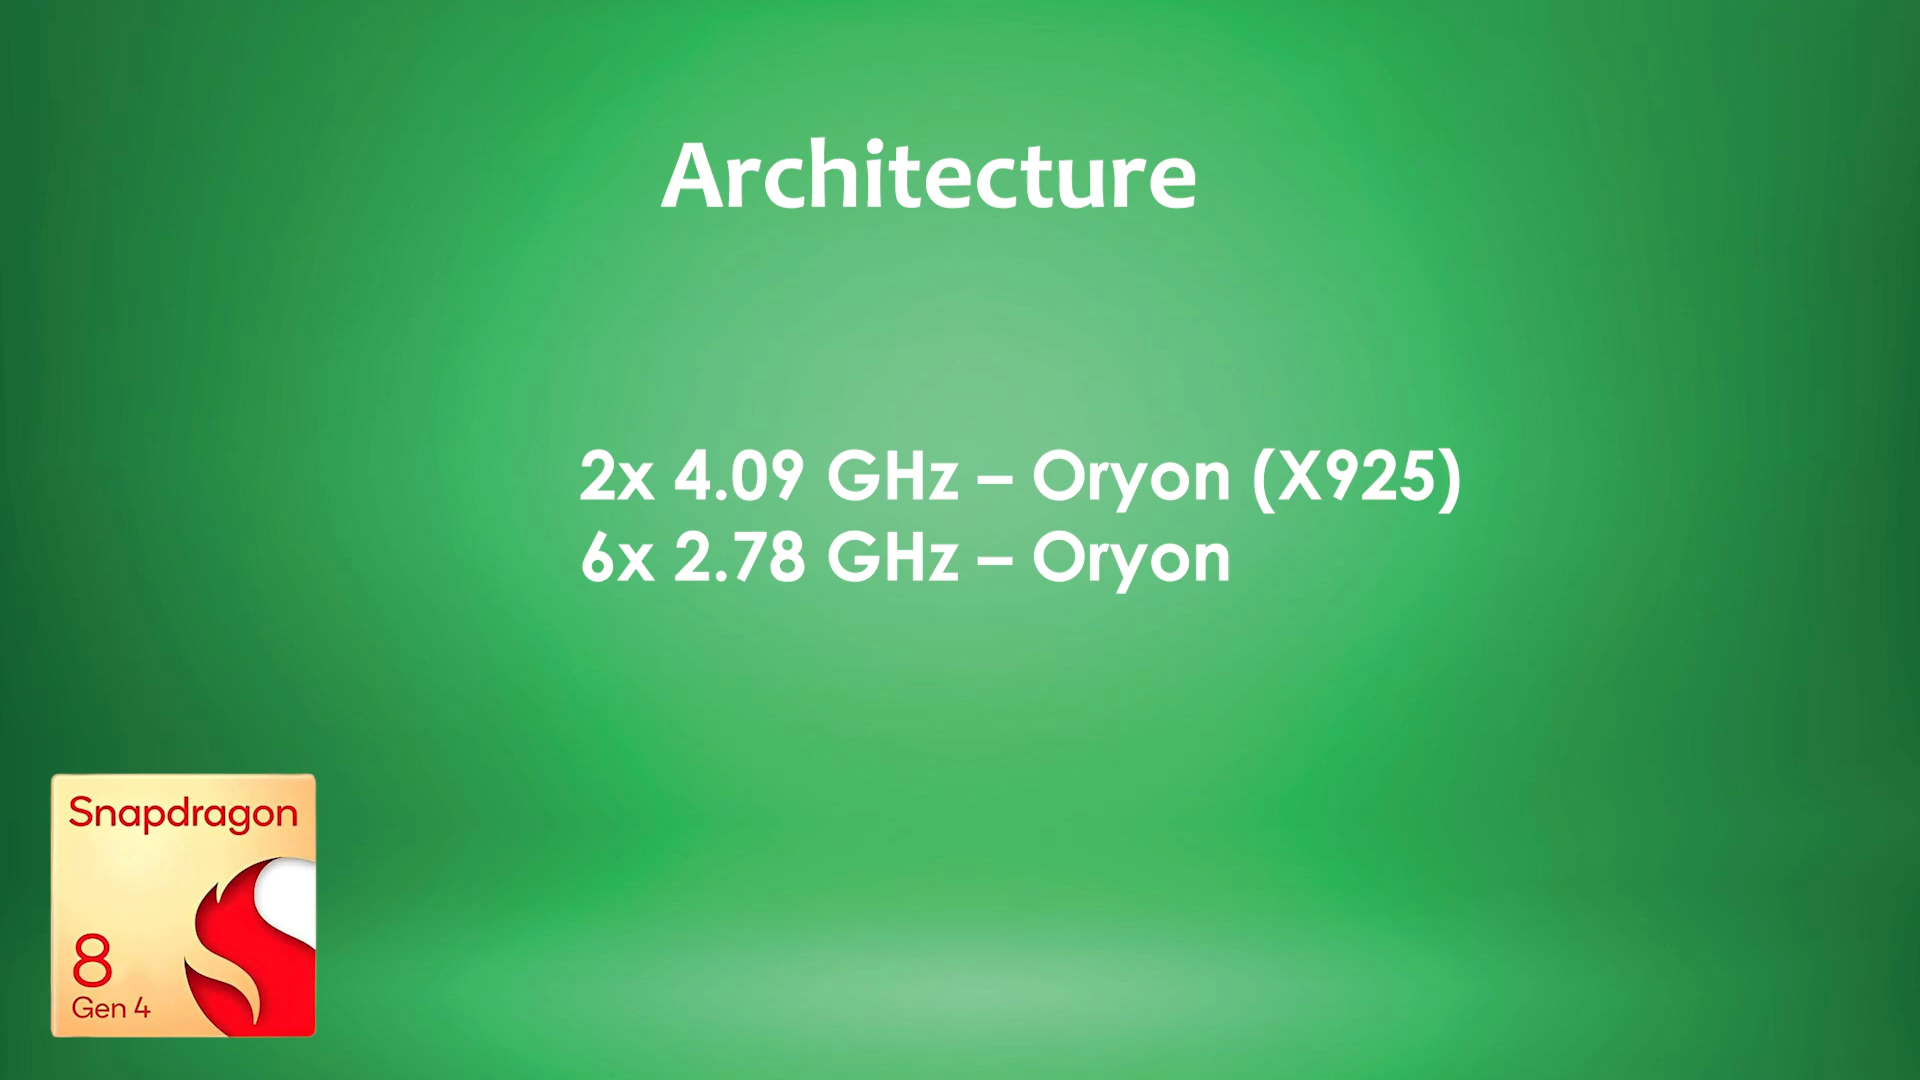 Architecture
2x 4.09 GHz – Oryon (X925)
6x 2.78 GHz – Oryon
Snapdragon
8
Gen 4